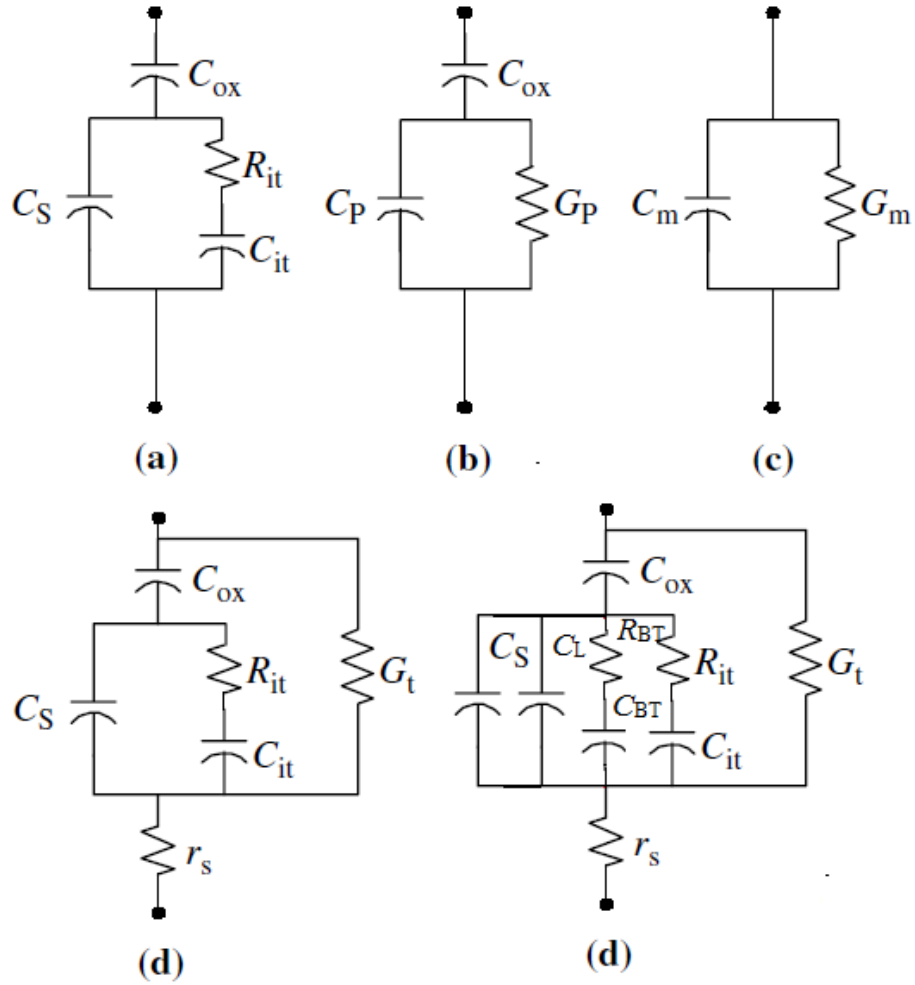 C_ox
C_S
R_it
C_it
(a)
C_ox
C_P
G_P
(b)
C_m
G_m
(c)
C_ox
C_S
R_it
C_it
G_t
r_s
(d)
C_ox
C_S
C_L
R_BT
C_BT
R_it
C_it
G_t
r_s
(d)